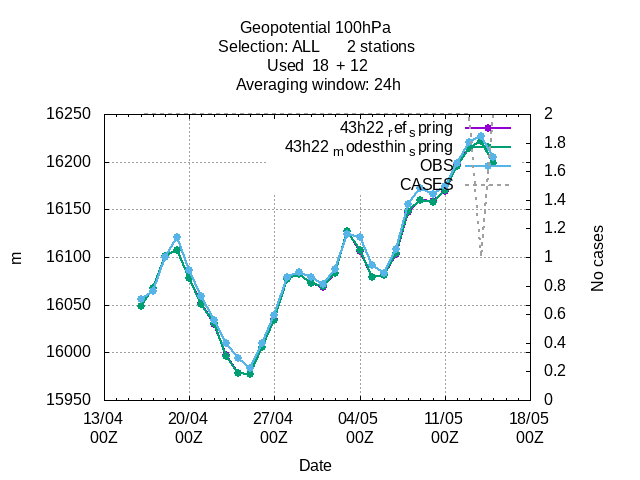 Geopotential 100hPa
Selection: ALL 2 stations
Used 18 + 12
Averaging window: 24h
43h22 ref spring
43h22 modesthin spring
OBS
CASES
16250
16200
16150
16100
16050
16000
15950
m
2
1.8
1.6
1.4
1.2
1
0.8
0.6
0.4
0.2
0
No cases
13/04 20/04 27/04 04/05 11/05 18/05
00Z 00Z 00Z 00Z 00Z 00Z
Date